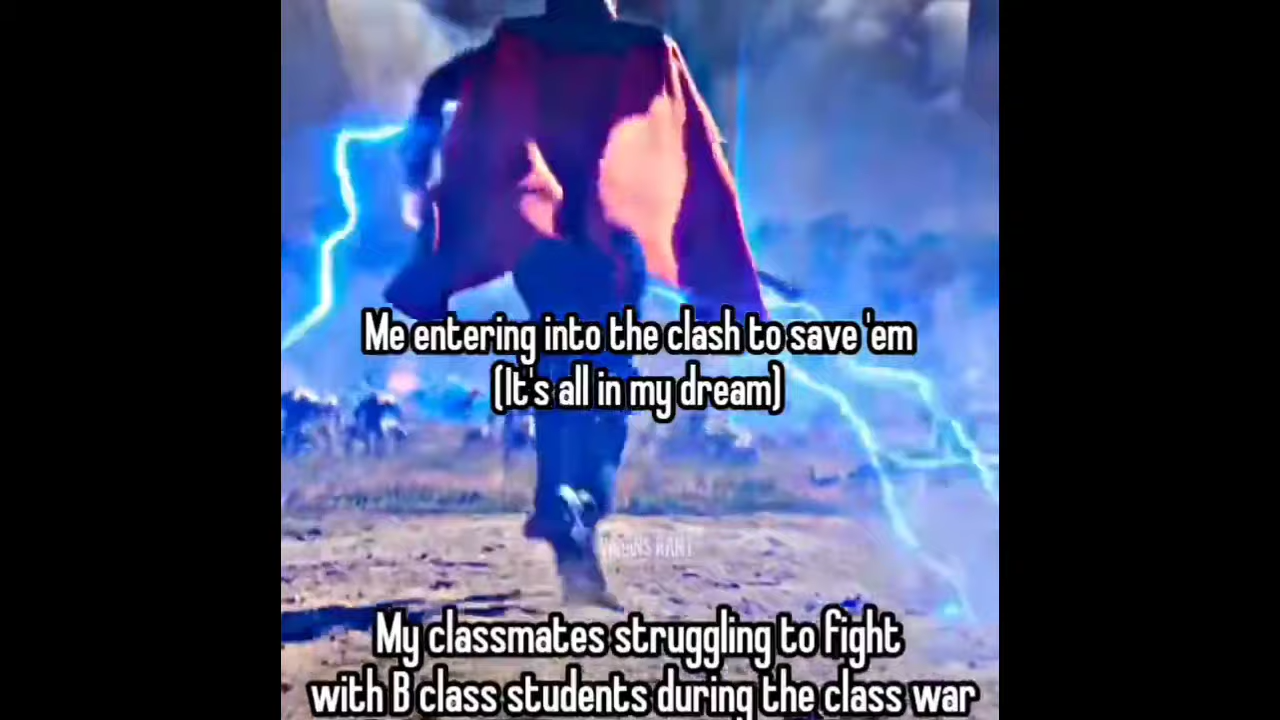 Me entering into the clash to save 'em
(It's all in my dream)
My classmates struggling to fight
with B class students during the class war